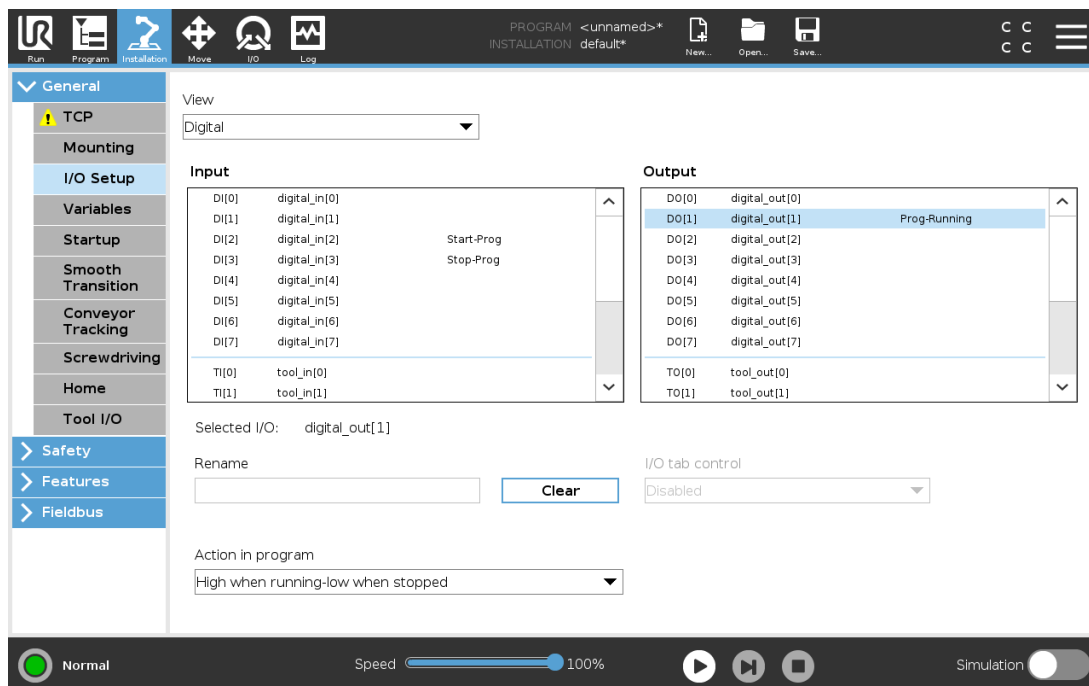 UR
PROGRAM <unnamed>*
INSTALLATION default*
C C
C C
Run Program Installation Move I/O Log New... Open... Save...
General
TCP
Mounting
I/O Setup
Variables
Startup
Smooth
Transition
Conveyor
Tracking
Screwdriving
Home
Tool I/O
Safety
Features
Fieldbus
View
Digital
Input
DI[0] digital_in[0]
DI[1] digital_in[1]
DI[2] digital_in[2] Start-Prog
DI[3] digital_in[3] Stop-Prog
DI[4] digital_in[4]
DI[5] digital_in[5]
DI[6] digital_in[6]
DI[7] digital_in[7]
TI[0] tool_in[0]
TI[1] tool_in[1]
Output
DO[0] digital_out[0]
DO[1] digital_out[1] Prog-Running
DO[2] digital_out[2]
DO[3] digital_out[3]
DO[4] digital_out[4]
DO[5] digital_out[5]
DO[6] digital_out[6]
DO[7] digital_out[7]
TO[0] tool_out[0]
TO[1] tool_out[1]
Selected I/O: digital_out[1]
Rename
Clear
I/O tab control
Disabled
Action in program
High when running-low when stopped
Normal
Speed 100%
Simulation